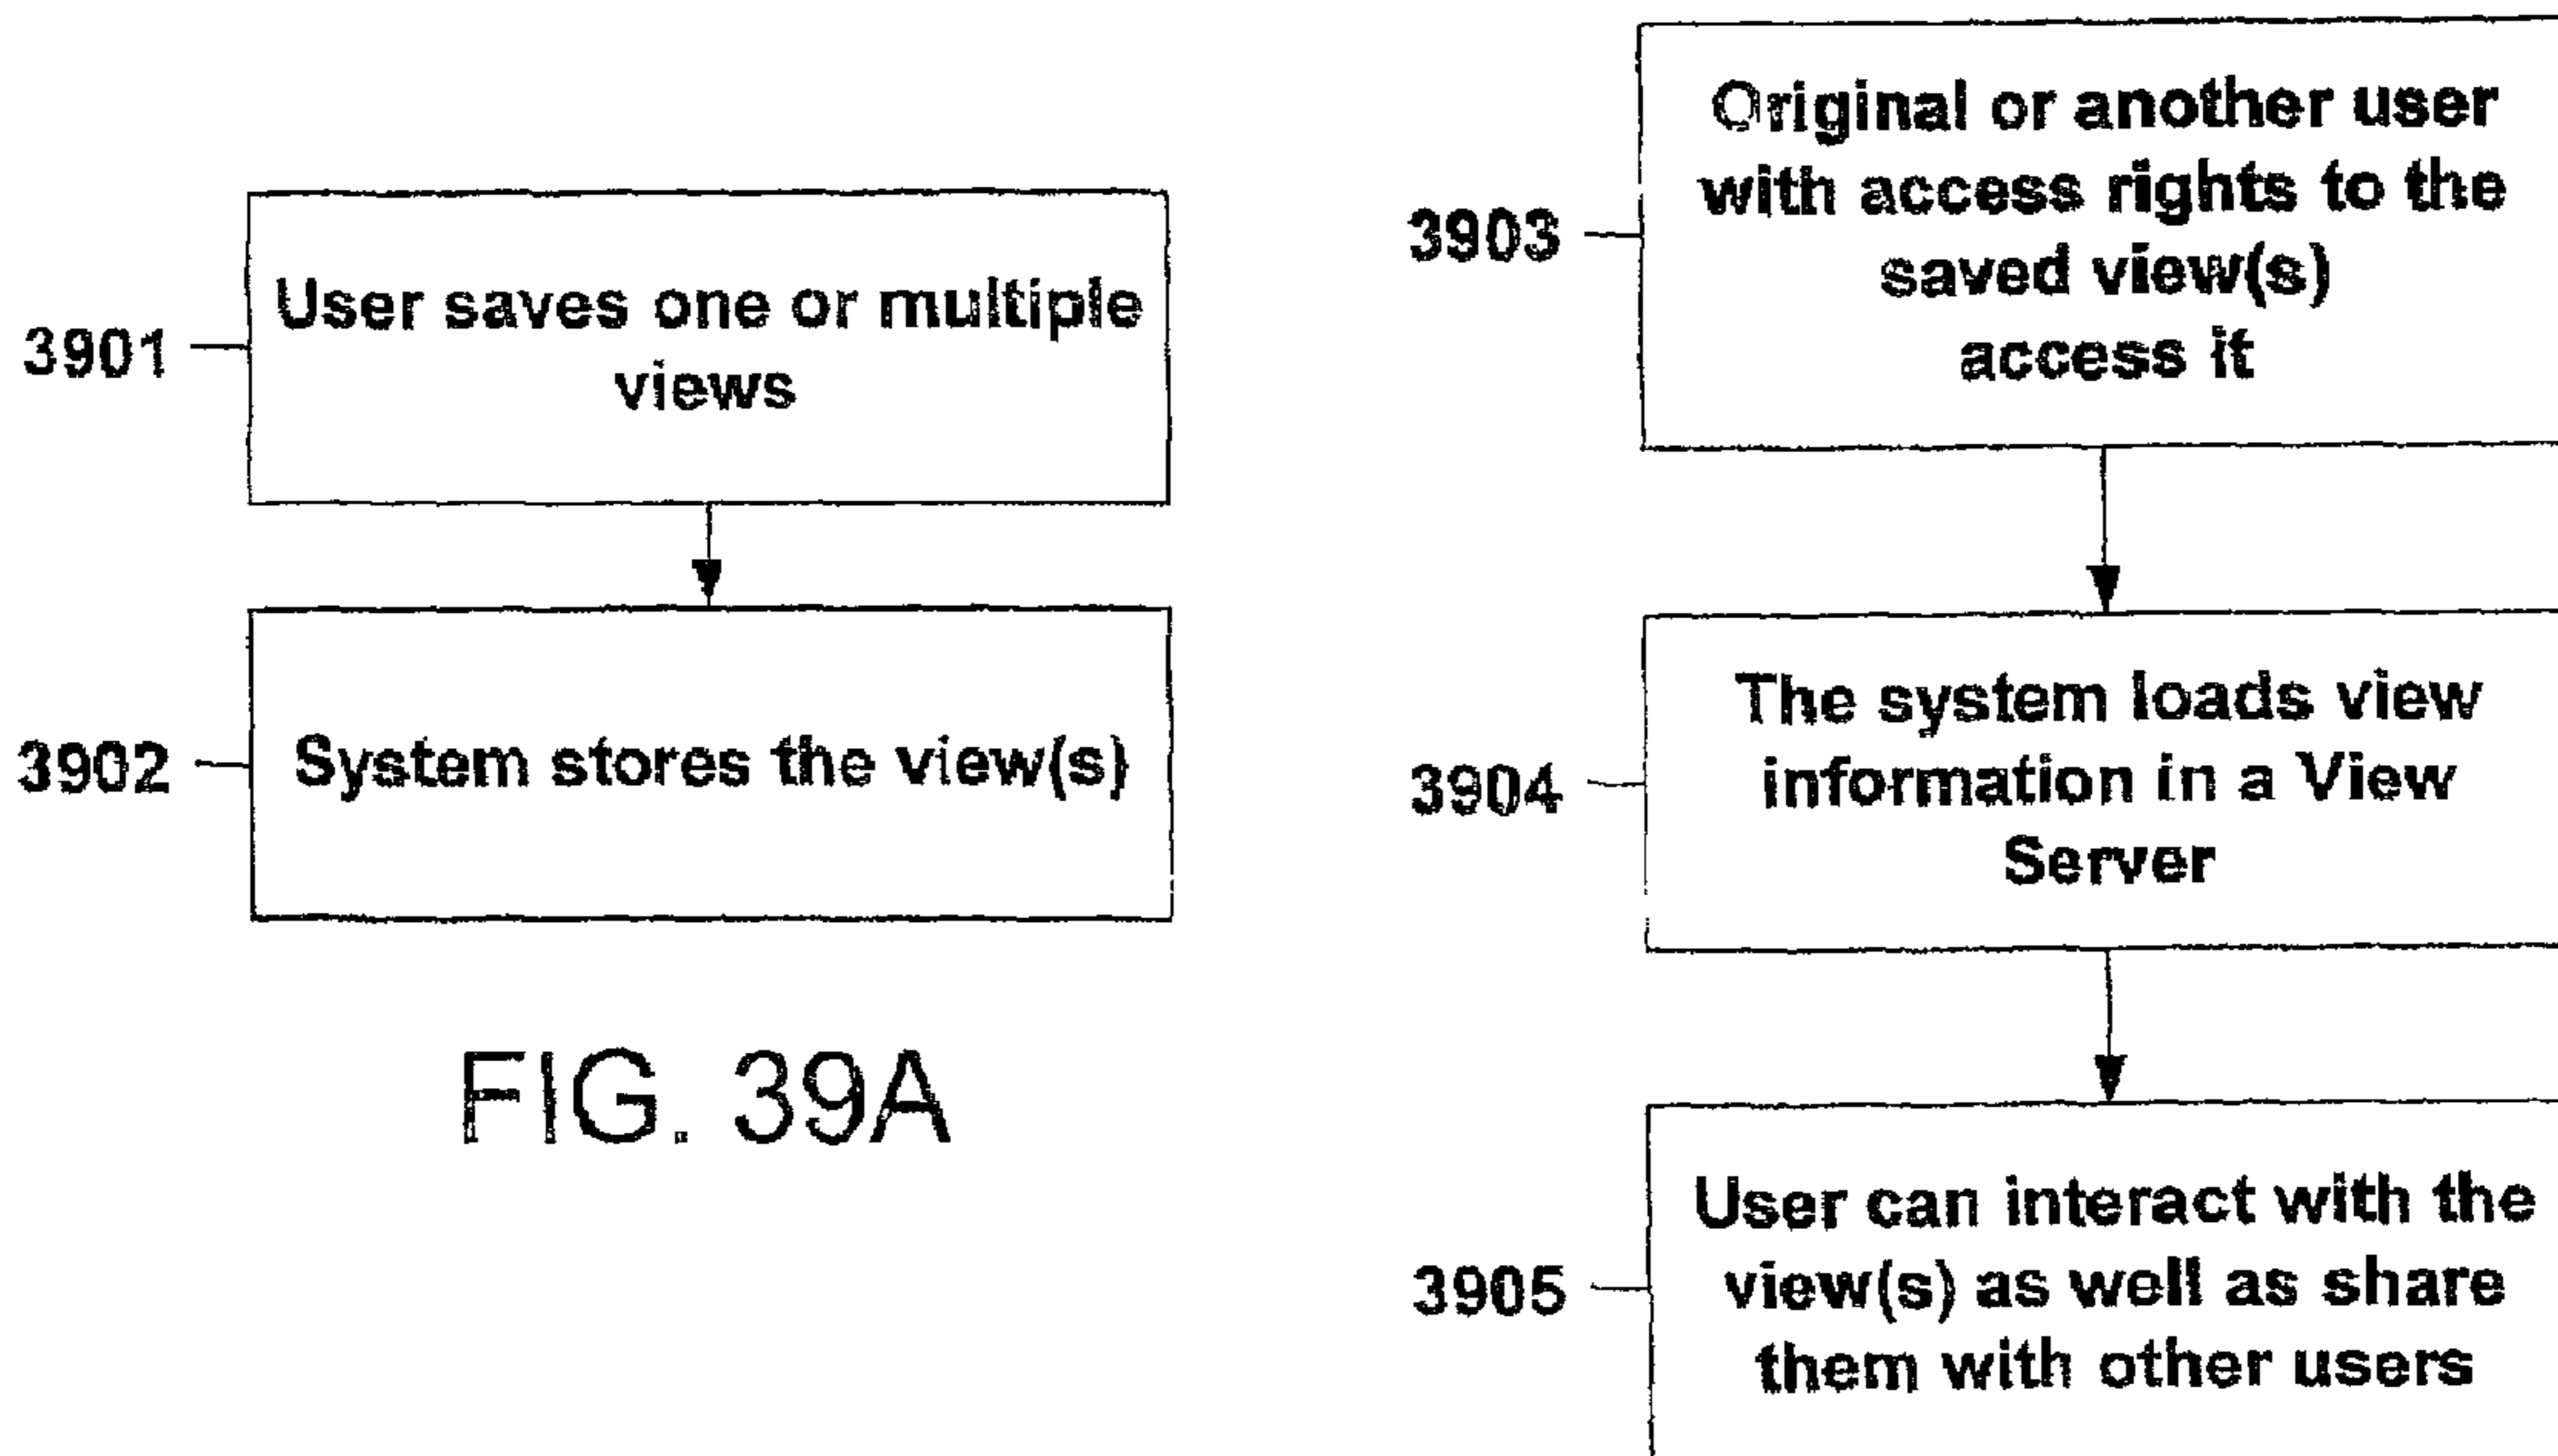 3901
User saves one or multiple
views
3902
System stores the view(s)
FIG. 39A
3903
Original or another user
with access rights to the
saved view(s)
access it
3904
The system loads view
information in a View
Server
3905
User can interact with the
view(s) as well as share
them with other users